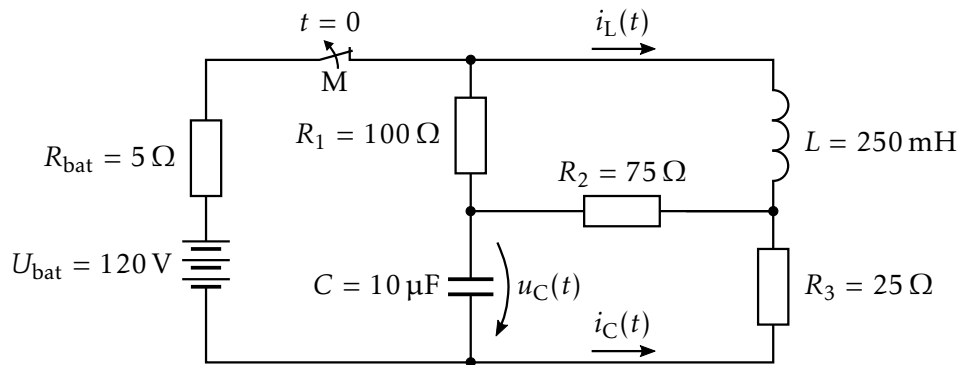 t = 0
i_L(t)
M
R_1 = 100 Ω
R_bat = 5 Ω
L = 250 mH
R_2 = 75 Ω
U_bat = 120 V
C = 10 µF
u_C(t)
R_3 = 25 Ω
i_C(t)